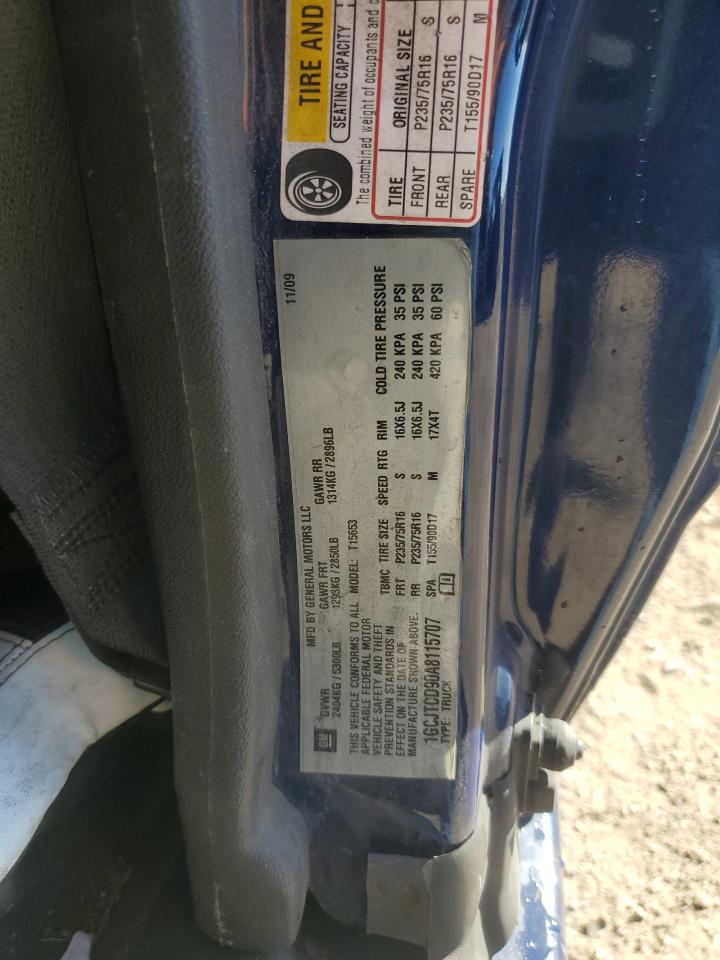 TIRE AND
SEATING CAPACITY
The combined weight of occupants and
TIRE ORIGINAL SIZE
FRONT P235/75R16 S
REAR P235/75R16 S
SPARE T155/90D17 M
11/09
MFD BY GENERAL MOTORS LLC
GM GVWR GAWR FRT GAWR RR
2404KG / 5300LB 1293KG / 2850LB 1314KG / 2896LB
THIS VEHICLE CONFORMS TO ALL MODEL: T15653
APPLICABLE FEDERAL MOTOR
VEHICLE SAFETY AND THEFT
PREVENTION STANDARDS IN
EFFECT ON THE DATE OF
MANUFACTURE SHOWN ABOVE.
1GCJTCD90A8115707
TYPE: TRUCK
TBMC TIRE SIZE SPEED RTG RIM COLD TIRE PRESSURE
FRT P235/75R16 S 16X6.5J 240 KPA 35 PSI
RR P235/75R16 S 16X6.5J 240 KPA 35 PSI
SPA T155/90D17 M 17X4T 420 KPA 60 PSI